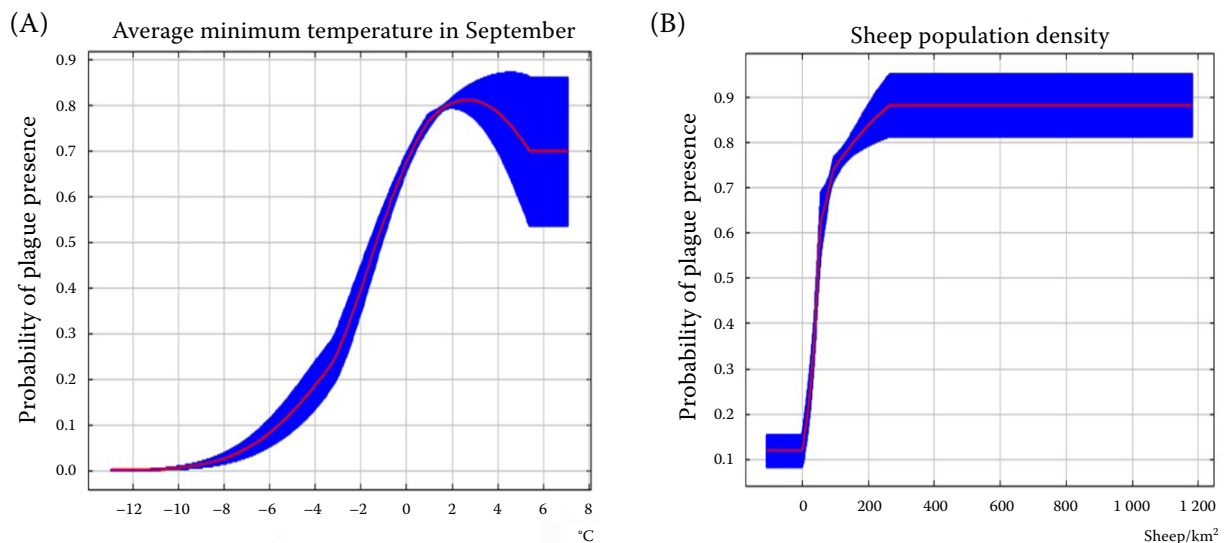 (A)
Average minimum temperature in September
Probability of plague presence
0.9
0.8
0.7
0.6
0.5
0.4
0.3
0.2
0.1
0.0
−12 −10 −8 −6 −4 −2 0 2 4 6 8
°C
(B)
Sheep population density
Probability of plague presence
0.9
0.8
0.7
0.6
0.5
0.4
0.3
0.2
0.1
0 200 400 600 800 1 000 1 200
Sheep/km²